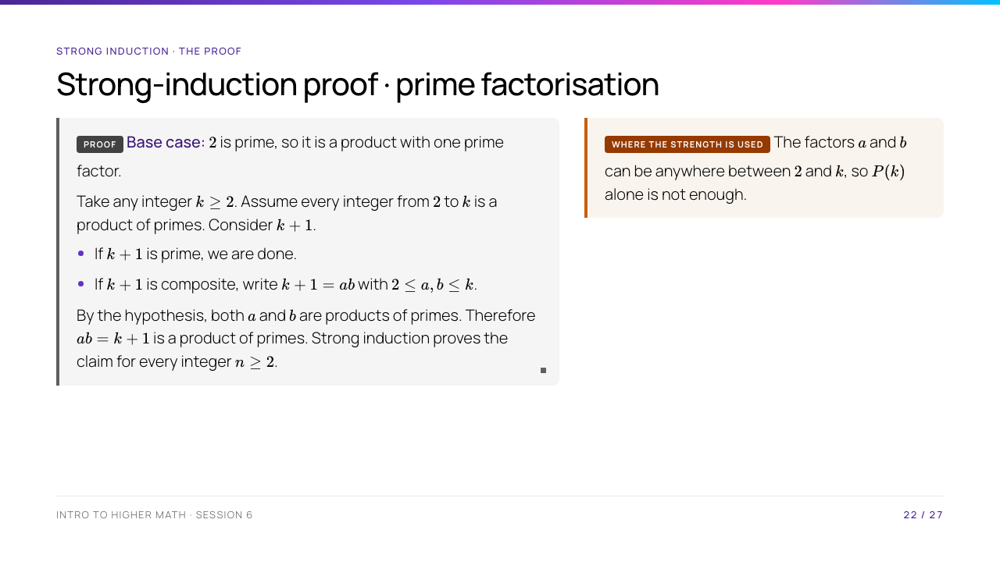 STRONG INDUCTION · THE PROOF
Strong-induction proof · prime factorisation
PROOF Base case: 2 is prime, so it is a product with one prime
factor.
Take any integer k ≥ 2. Assume every integer from 2 to k is a
product of primes. Consider k + 1.
• If k + 1 is prime, we are done.
• If k + 1 is composite, write k + 1 = ab with 2 ≤ a, b ≤ k.
By the hypothesis, both a and b are products of primes. Therefore
ab = k + 1 is a product of primes. Strong induction proves the
claim for every integer n ≥ 2.
■
WHERE THE STRENGTH IS USED The factors a and b
can be anywhere between 2 and k, so P(k)
alone is not enough.
INTRO TO HIGHER MATH · SESSION 6
22 / 27